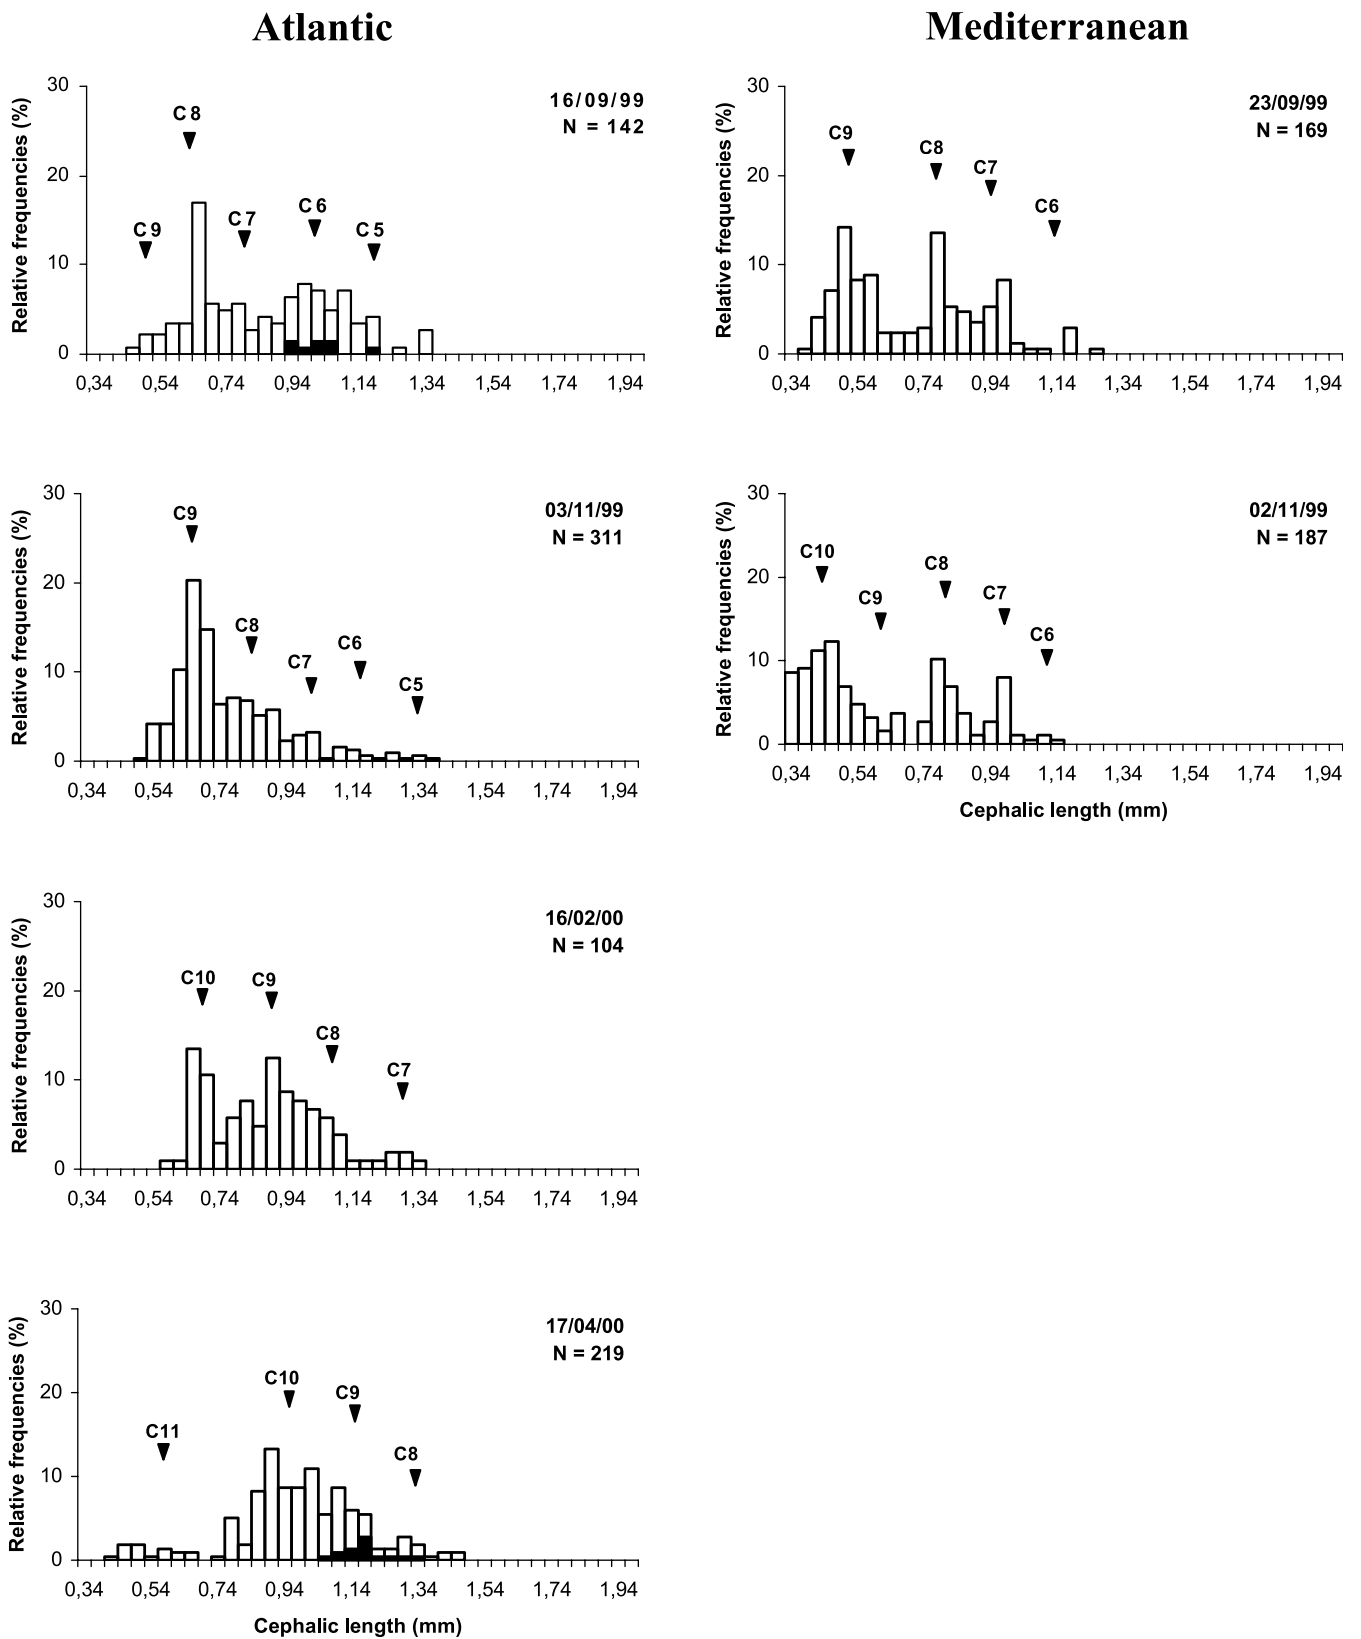 Atlantic
Mediterranean
Relative frequencies (%)
30
20
10
0
16/09/99
N = 142
C8
C9
C7
C6
C5
0,34 0,54 0,74 0,94 1,14 1,34 1,54 1,74 1,94
Relative frequencies (%)
30
20
10
0
23/09/99
N = 169
C9
C8
C7
C6
0,34 0,54 0,74 0,94 1,14 1,34 1,54 1,74 1,94
Relative frequencies (%)
30
20
10
0
03/11/99
N = 311
C9
C8
C7
C6
C5
0,34 0,54 0,74 0,94 1,14 1,34 1,54 1,74 1,94
Relative frequencies (%)
30
20
10
0
02/11/99
N = 187
C10
C9
C8
C7
C6
0,34 0,54 0,74 0,94 1,14 1,34 1,54 1,74 1,94
Cephalic length (mm)
Relative frequencies (%)
30
20
10
0
16/02/00
N = 104
C10
C9
C8
C7
0,34 0,54 0,74 0,94 1,14 1,34 1,54 1,74 1,94
Relative frequencies (%)
30
20
10
0
17/04/00
N = 219
C11
C10
C9
C8
0,34 0,54 0,74 0,94 1,14 1,34 1,54 1,74 1,94
Cephalic length (mm)